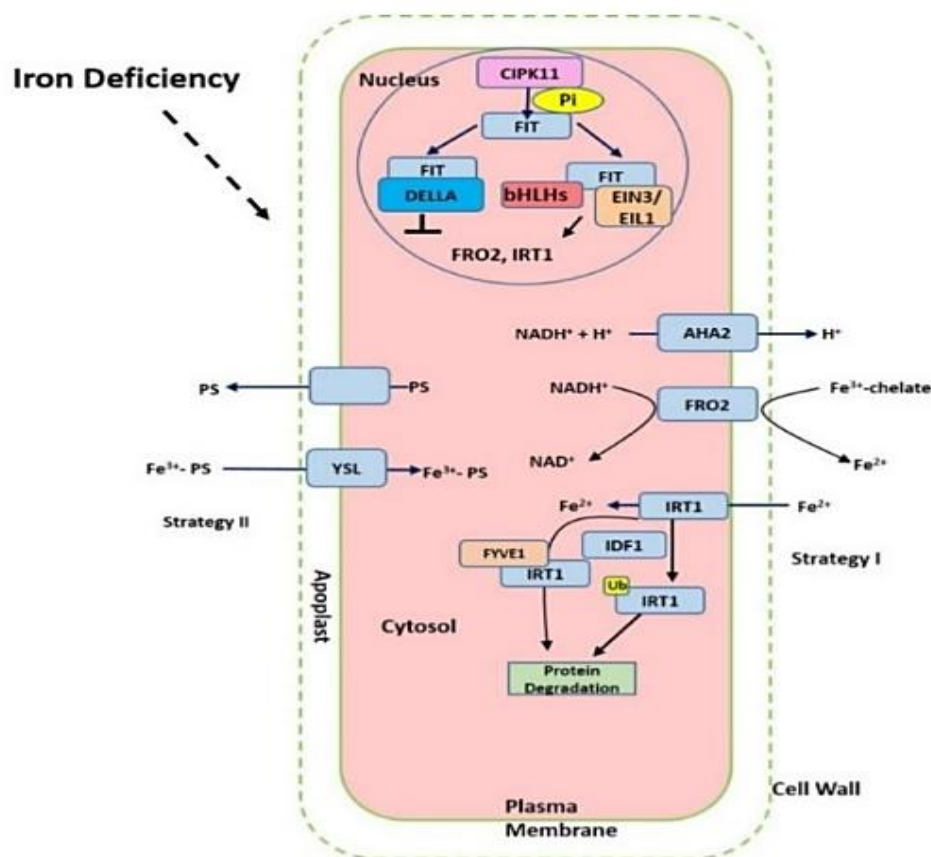 Iron Deficiency
Nucleus
CIPK11
Pi
FIT
FIT
DELLA
FIT
bHLHs
EIN3/
EIL1
FRO2, IRT1
NADH⁺ + H⁺
AHA2
H⁺
PS
PS
NADH⁺
FRO2
Fe³⁺-chelate
NAD⁺
Fe²⁺
Fe³⁺- PS
YSL
Fe³⁺- PS
Strategy II
Fe²⁺
IRT1
Fe²⁺
Strategy I
FYVE1
IRT1
IDF1
Ub
IRT1
Apoplast
Cytosol
Protein
Degradation
Plasma
Membrane
Cell Wall